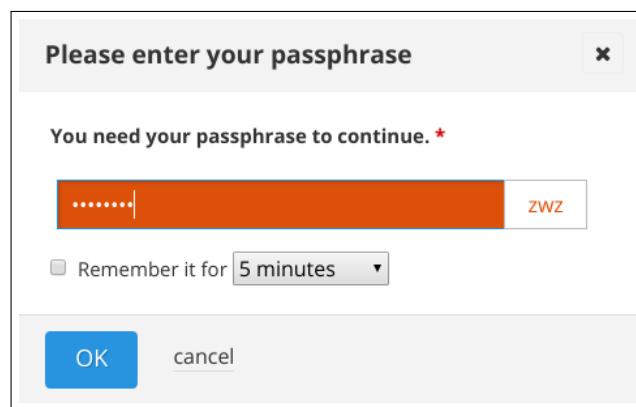 Please enter your passphrase
You need your passphrase to continue. *
•••••••• zwz
Remember it for 5 minutes
OK cancel